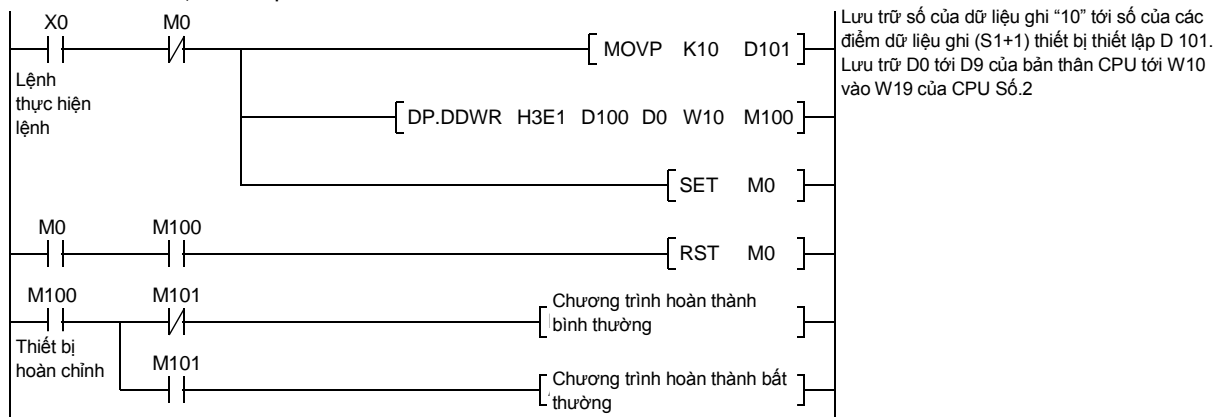 X0 M0
MOVP K10 D101
Lệnh
thực hiện
lệnh
DP.DDWR H3E1 D100 D0 W10 M100
SET M0
M0 M100
RST M0
M100 M101
Chương trình hoàn thành
bình thường
Thiết bị
hoàn chỉnh
M101
Chương trình hoàn thành bất
thường
Lưu trữ số của dữ liệu ghi “10” tới số của các
điểm dữ liệu ghi (S1+1) thiết bị thiết lập D 101.
Lưu trữ D0 tới D9 của bản thân CPU tới W10
vào W19 của CPU Số.2